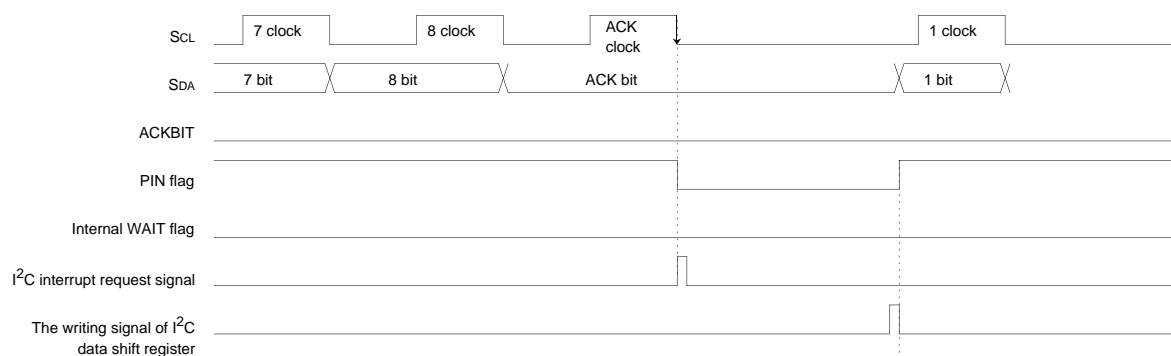 SCL
7 clock
8 clock
ACK
clock
1 clock
SDA
7 bit
8 bit
ACK bit
1 bit
ACKBIT
PIN flag
Internal WAIT flag
I²C interrupt request signal
The writing signal of I²C
data shift register